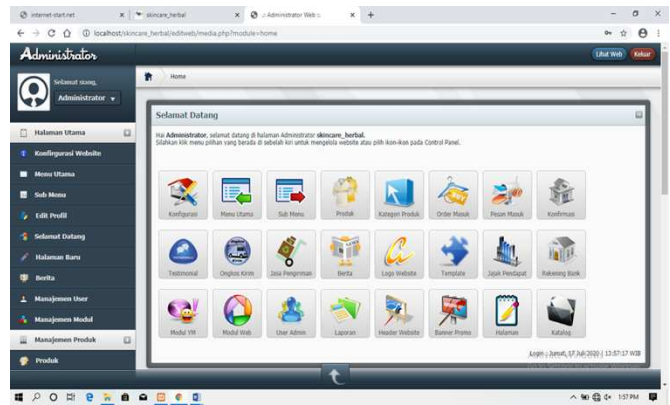 internet-start.net
skincare_herbal
.: Administrator Web :.
localhost/skincare_herbal/editweb/media.php?module=home
Administrator
Lihat Web
Keluar
Selamat siang,
Administrator
Home
Selamat Datang
Hai Administrator, selamat datang di halaman Administrator skincare_herbal.
Silahkan klik menu pilihan yang berada di sebelah kiri untuk mengelola website atau pilih ikon-ikon pada Control Panel.
Halaman Utama
Konfigurasi Website
Menu Utama
Sub Menu
Edit Profil
Selamat Datang
Halaman Baru
Berita
Manajemen User
Manajemen Modul
Manajemen Produk
Produk
Konfigurasi
Menu Utama
Sub Menu
Produk
Kategori Produk
Order Masuk
Pesan Masuk
Konfirmasi
Testimonial
Ongkos Kirim
Jasa Pengiriman
Berita
Logo Website
Template
Jajak Pendapat
Rekening Bank
Modul YM
Modul Web
User Admin
Laporan
Header Website
Banner Promo
Halaman
Katalog
Login : Jumat, 17 Juli 2020 | 13:57:17 WIB
1:57 PM